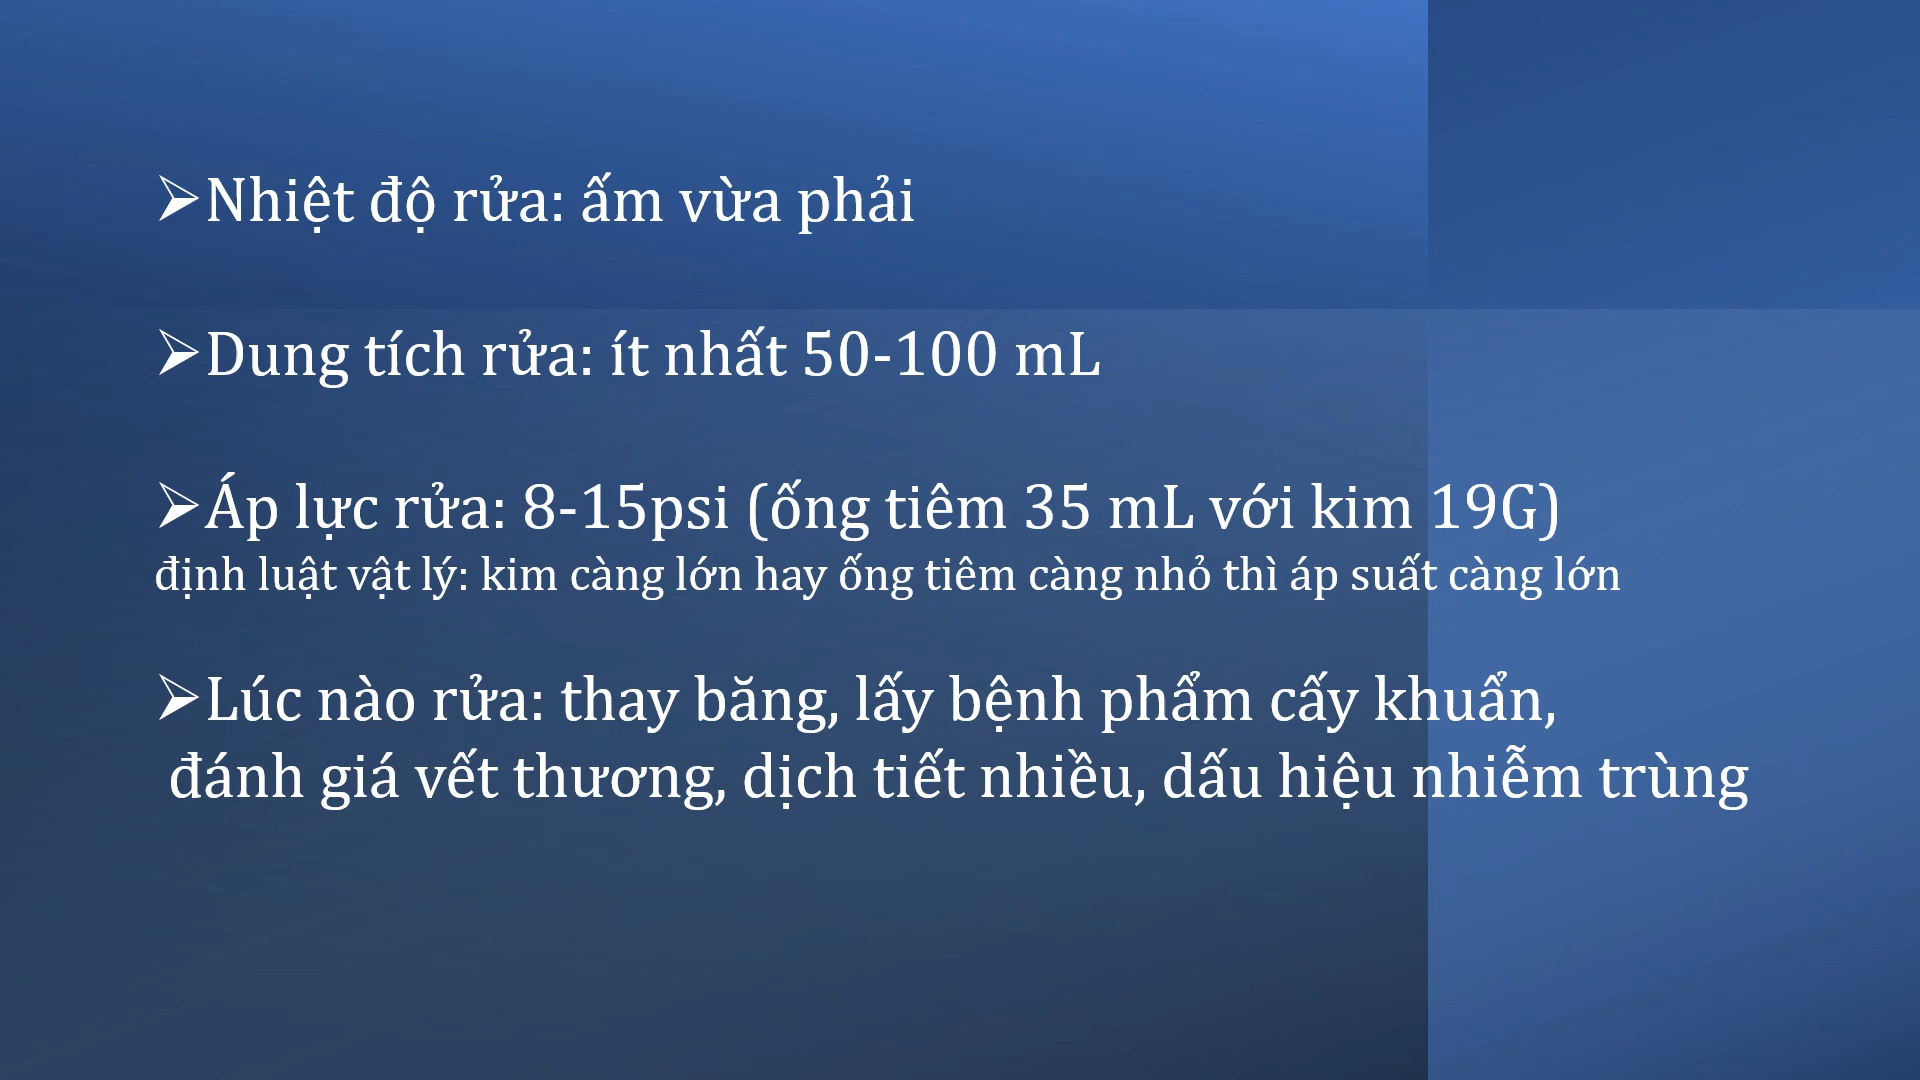 ➢Nhiệt độ rửa: ấm vừa phải
➢Dung tích rửa: ít nhất 50-100 mL
➢Áp lực rửa: 8-15psi (ống tiêm 35 mL với kim 19G)
định luật vật lý: kim càng lớn hay ống tiêm càng nhỏ thì áp suất càng lớn
➢Lúc nào rửa: thay băng, lấy bệnh phẩm cấy khuẩn,
đánh giá vết thương, dịch tiết nhiều, dấu hiệu nhiễm trùng